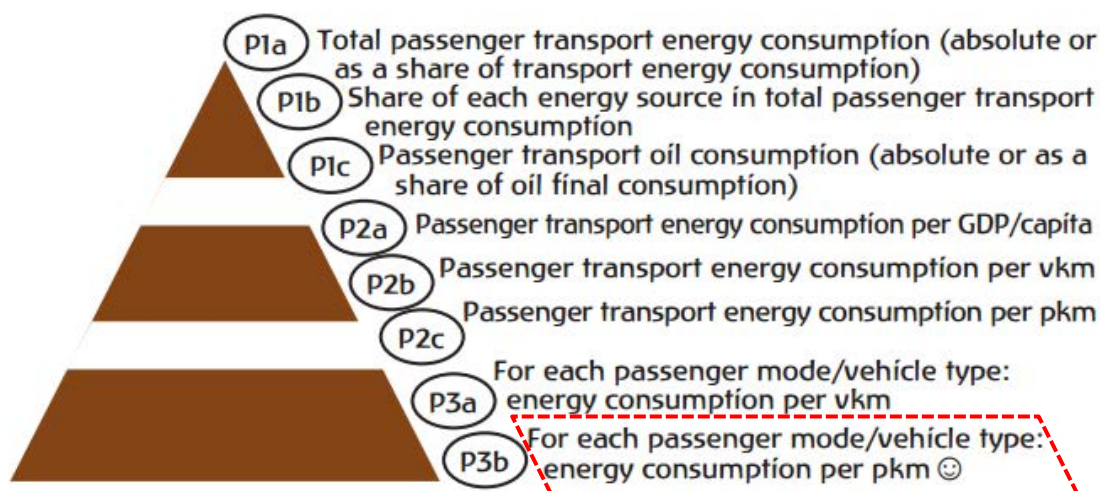 P1a Total passenger transport energy consumption (absolute or
as a share of transport energy consumption)
P1b Share of each energy source in total passenger transport
energy consumption
P1c Passenger transport oil consumption (absolute or as a
share of oil final consumption)
P2a Passenger transport energy consumption per GDP/capita
P2b Passenger transport energy consumption per vkm
P2c Passenger transport energy consumption per pkm
For each passenger mode/vehicle type:
P3a energy consumption per vkm
P3b For each passenger mode/vehicle type:
energy consumption per pkm ☺